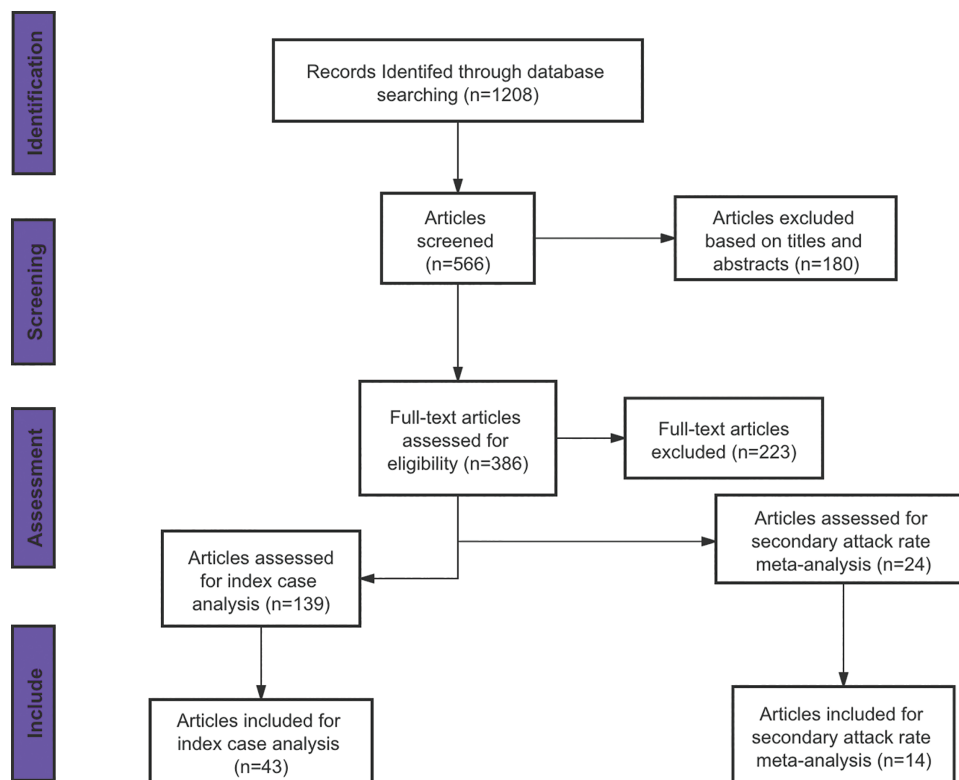 Identification
Records Identifed through database
searching (n=1208)
Screening
Articles
screened
(n=566)
Articles excluded
based on titles and
abstracts (n=180)
Assessment
Full-text articles
assessed for
eligibility (n=386)
Full-text articles
excluded (n=223)
Articles assessed
for index case
analysis (n=139)
Articles assessed for
secondary attack rate
meta-analysis (n=24)
Include
Articles included for
index case analysis
(n=43)
Articles included for
secondary attack rate
meta-analysis (n=14)